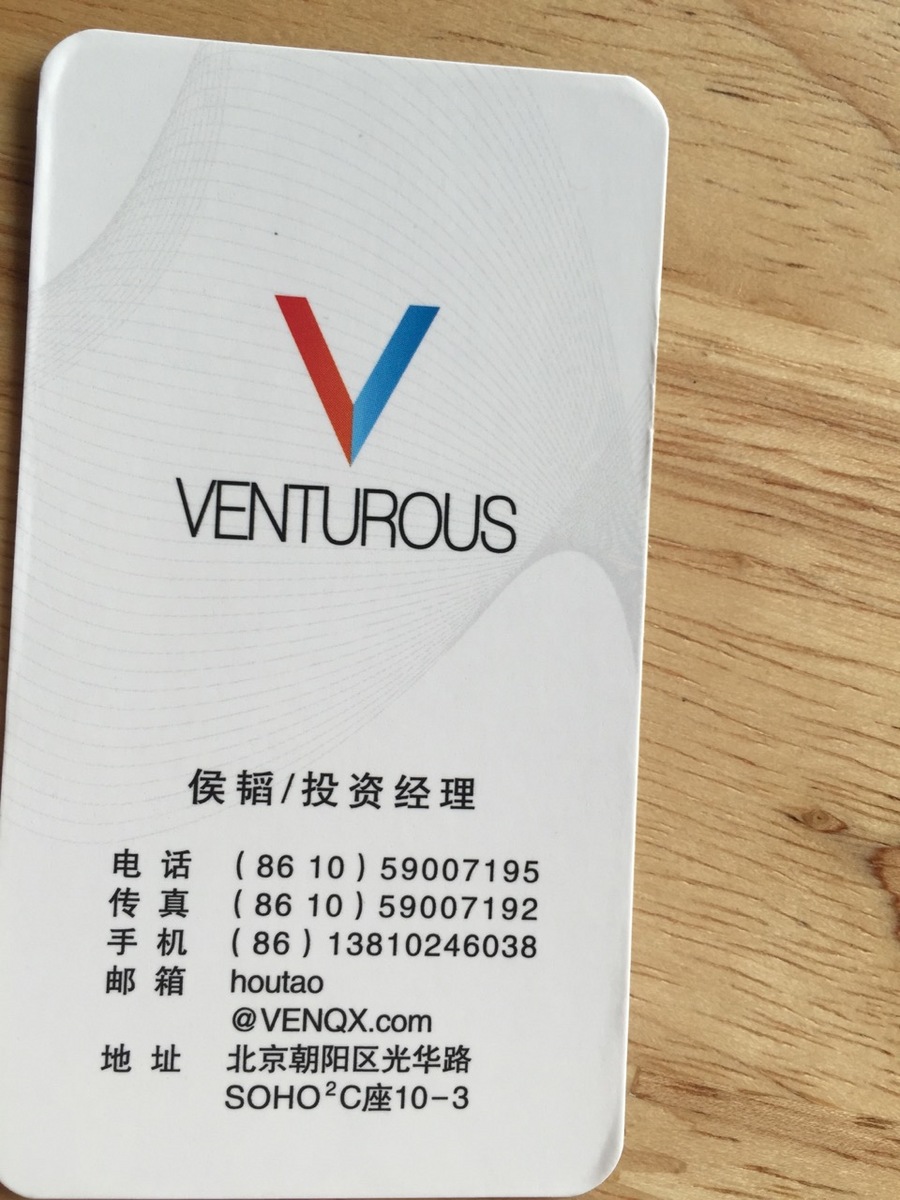 VENTUROUS
侯韬/投资经理
电 话 (86 10) 59007195
传 真 (86 10) 59007192
手 机 (86) 13810246038
邮 箱 houtao
@VENQX.com
地 址 北京朝阳区光华路
SOHO²C座10-3